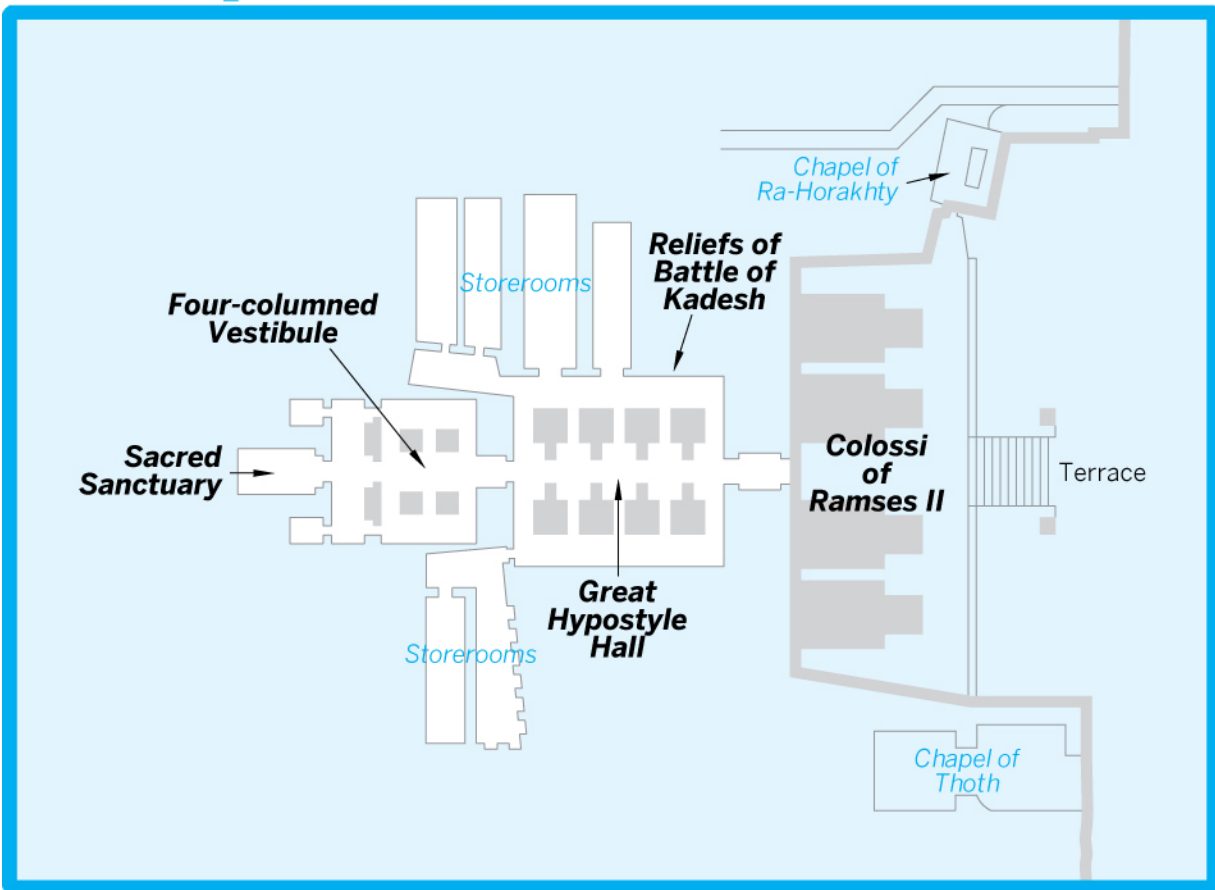 Chapel of
Ra-Horakhty
Reliefs of
Battle of
Kadesh
Storerooms
Four-columned
Vestibule
Sacred
Sanctuary
Colossi
of
Ramses II
Terrace
Great
Hypostyle
Hall
Storerooms
Chapel of
Thoth